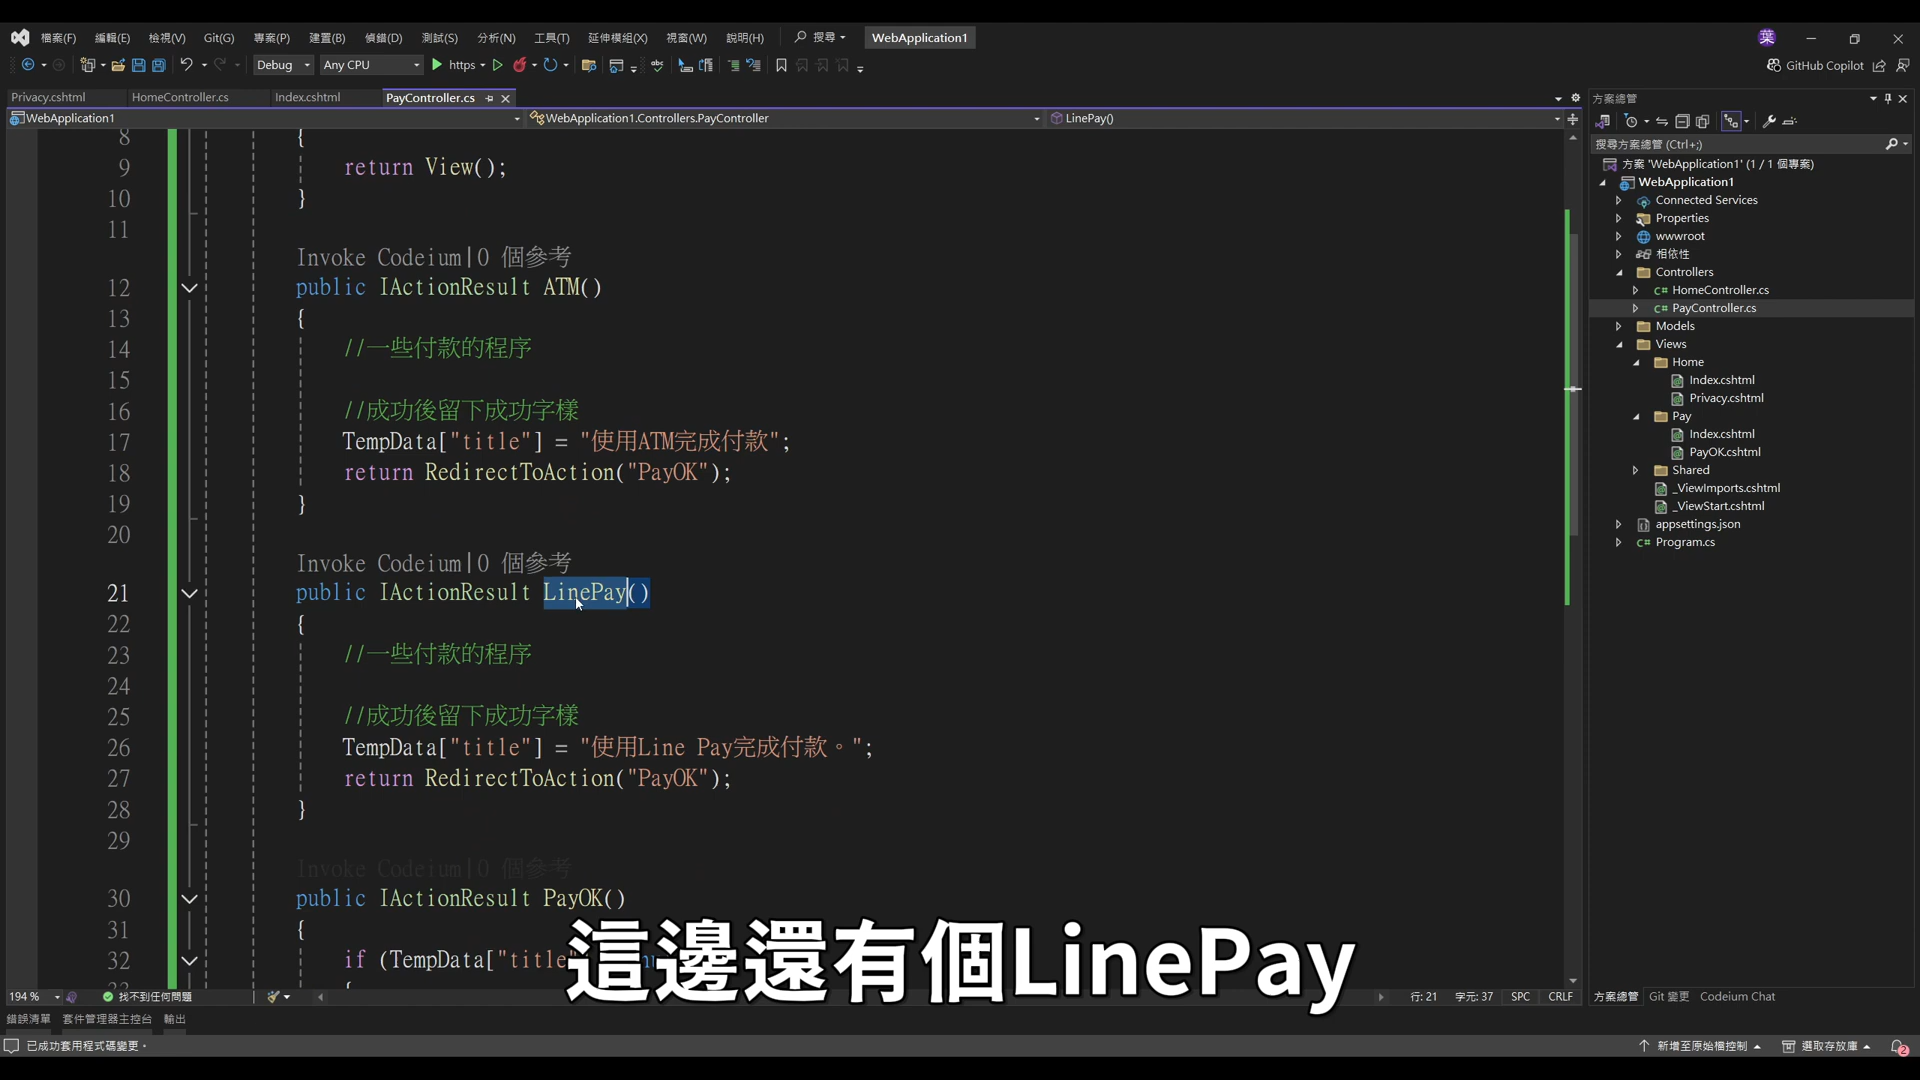 檔案(F) 編輯(E) 檢視(V) Git(G) 專案(P) 建置(B) 偵錯(D) 測試(S) 分析(N) 工具(T) 延伸模組(X) 視窗(W) 說明(H) 搜尋 WebApplication1 葉
Debug Any CPU https GitHub Copilot
Privacy.cshtml HomeController.cs Index.cshtml PayController.cs
WebApplication1 WebApplication1.Controllers.PayController LinePay()
8 {
9 return View();
10 }
11
Invoke Codeium|0 個參考
12 public IActionResult ATM()
13 {
14 //一些付款的程序
15
16 //成功後留下成功字樣
17 TempData["title"] = "使用ATM完成付款";
18 return RedirectToAction("PayOK");
19 }
20
Invoke Codeium|0 個參考
21 public IActionResult LinePay()
22 {
23 //一些付款的程序
24
25 //成功後留下成功字樣
26 TempData["title"] = "使用Line Pay完成付款。";
27 return RedirectToAction("PayOK");
28 }
29
Invoke Codeium|0 個參考
30 public IActionResult PayOK()
31 {
32 if (TempData["title"
這邊還有個LinePay
194 % 找不到任何問題 行: 21 字元: 37 SPC CRLF
錯誤清單 套件管理器主控台 輸出
已成功套用程式碼變更。 新增至原始檔控制 選取存放庫 2
方案總管
搜尋方案總管 (Ctrl+;)
方案 'WebApplication1' (1 / 1 個專案)
WebApplication1
Connected Services
Properties
wwwroot
相依性
Controllers
C# HomeController.cs
C# PayController.cs
Models
Views
Home
Index.cshtml
Privacy.cshtml
Pay
Index.cshtml
PayOK.cshtml
Shared
_ViewImports.cshtml
_ViewStart.cshtml
appsettings.json
C# Program.cs
方案總管 Git 變更 Codeium Chat